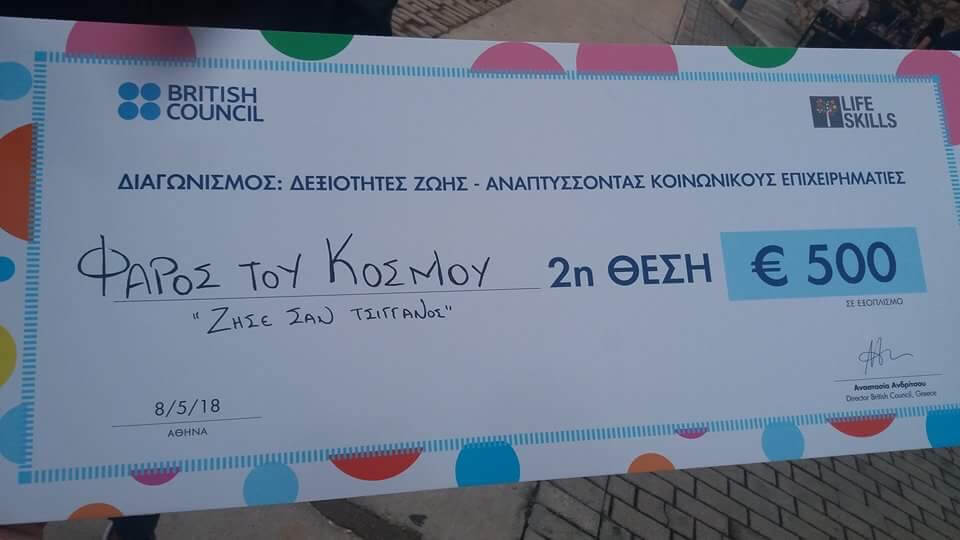 BRITISH
COUNCIL
LIFE
SKILLS
ΔΙΑΓΩΝΙΣΜΟΣ: ΔΕΞΙΟΤΗΤΕΣ ΖΩΗΣ - ΑΝΑΠΤΥΣΣΟΝΤΑΣ ΚΟΙΝΩΝΙΚΟΥΣ ΕΠΙΧΕΙΡΗΜΑΤΙΕΣ
ΦΑΡΟΣ ΤΟΥ ΚΟΣΜΟΥ 2η ΘΕΣΗ € 500
"ΖΗΣΕ ΣΑΝ ΤΣΙΓΓΑΝΟΣ"
ΣΕ ΕΞΟΠΛΙΣΜΟ
Αναστασία Ανδρίτσου
Director British Council, Greece
8/5/18
ΑΘΗΝΑ